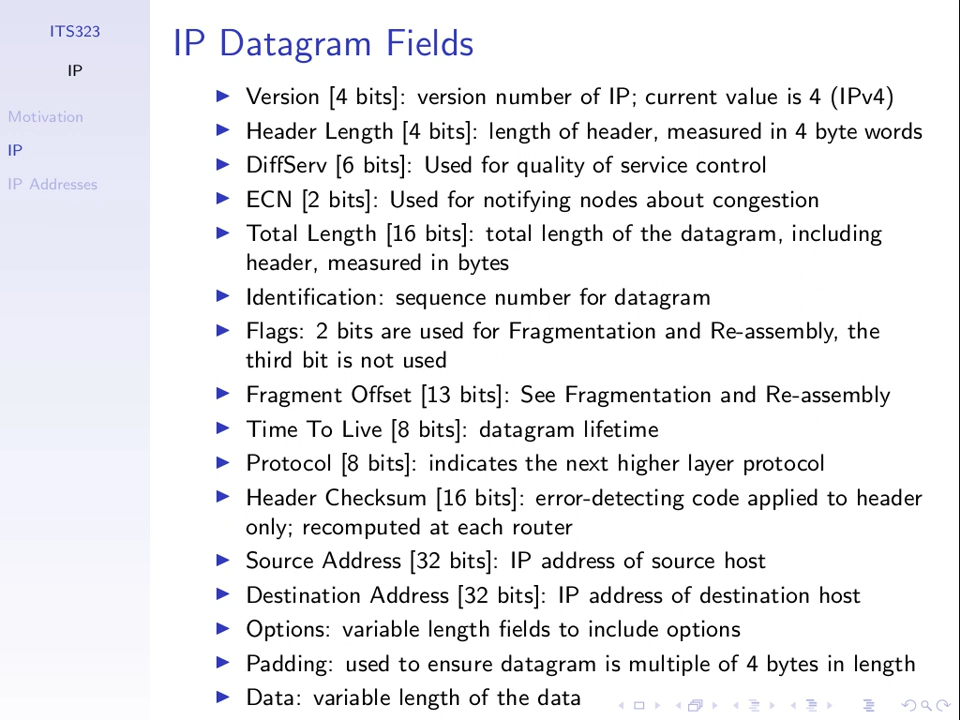 ITS323
IP
Motivation
IP
IP Addresses
IP Datagram Fields
Version [4 bits]: version number of IP; current value is 4 (IPv4)
Header Length [4 bits]: length of header, measured in 4 byte words
DiffServ [6 bits]: Used for quality of service control
ECN [2 bits]: Used for notifying nodes about congestion
Total Length [16 bits]: total length of the datagram, including
header, measured in bytes
Identification: sequence number for datagram
Flags: 2 bits are used for Fragmentation and Re-assembly, the
third bit is not used
Fragment Offset [13 bits]: See Fragmentation and Re-assembly
Time To Live [8 bits]: datagram lifetime
Protocol [8 bits]: indicates the next higher layer protocol
Header Checksum [16 bits]: error-detecting code applied to header
only; recomputed at each router
Source Address [32 bits]: IP address of source host
Destination Address [32 bits]: IP address of destination host
Options: variable length fields to include options
Padding: used to ensure datagram is multiple of 4 bytes in length
Data: variable length of the data